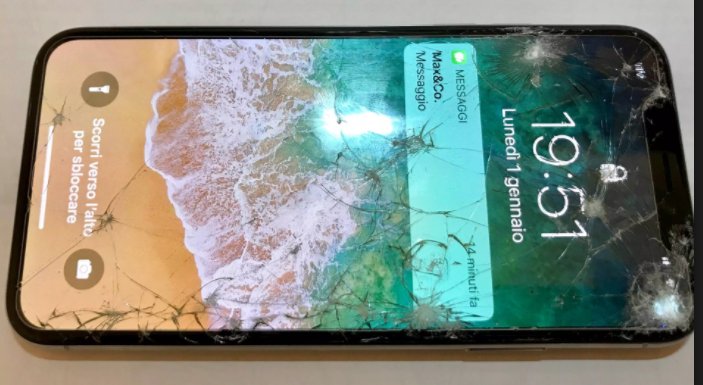 19:51
Lunedì 1 gennaio
MESSAGGI
14 minuti fa
Max&Co.
Messaggio
Scorri verso l'alto
per sbloccare